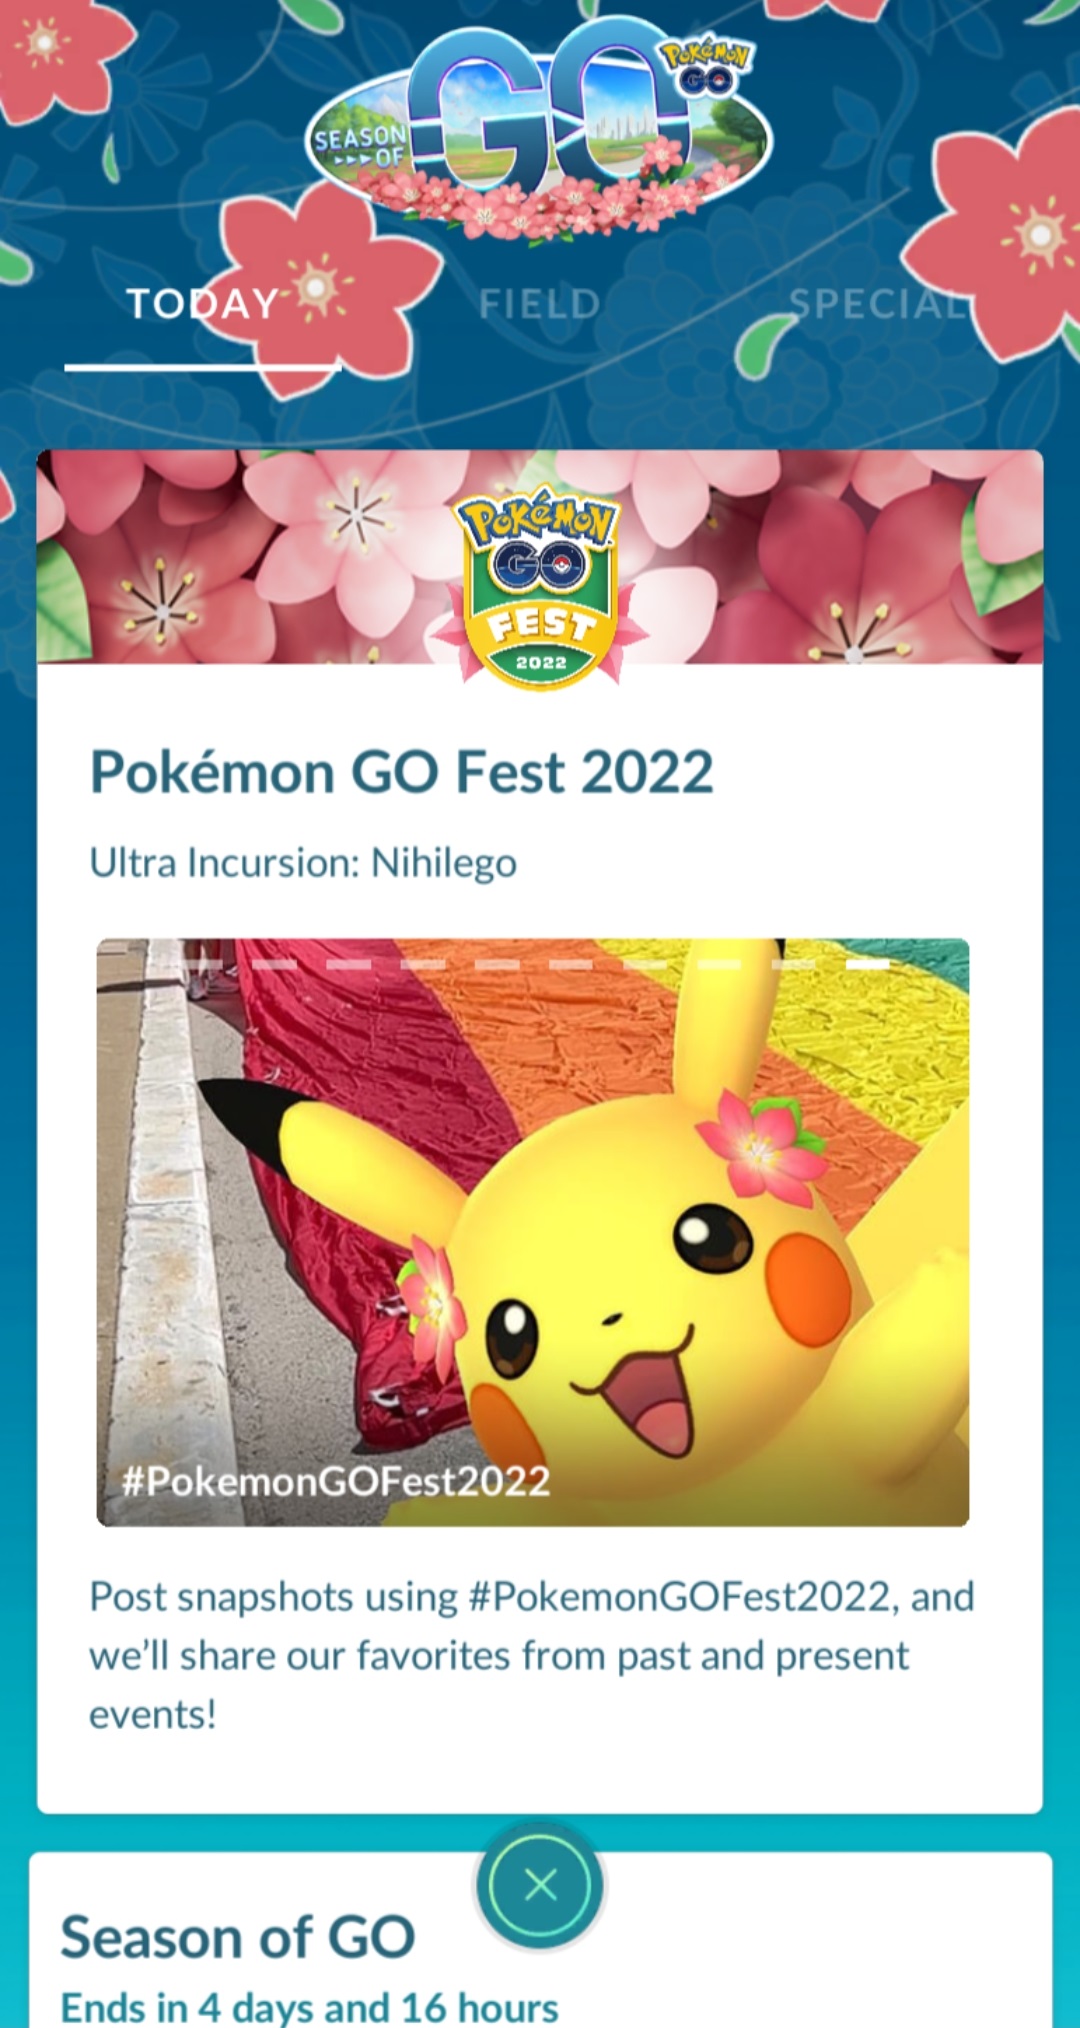 SEASON
OF
GO
POKÉMON
GO
TODAY
FIELD
SPECIAL
POKÉMON
GO
FEST
2022
Pokémon GO Fest 2022
Ultra Incursion: Nihilego
#PokemonGOFest2022
Post snapshots using #PokemonGOFest2022, and
we’ll share our favorites from past and present
events!
Season of GO
Ends in 4 days and 16 hours